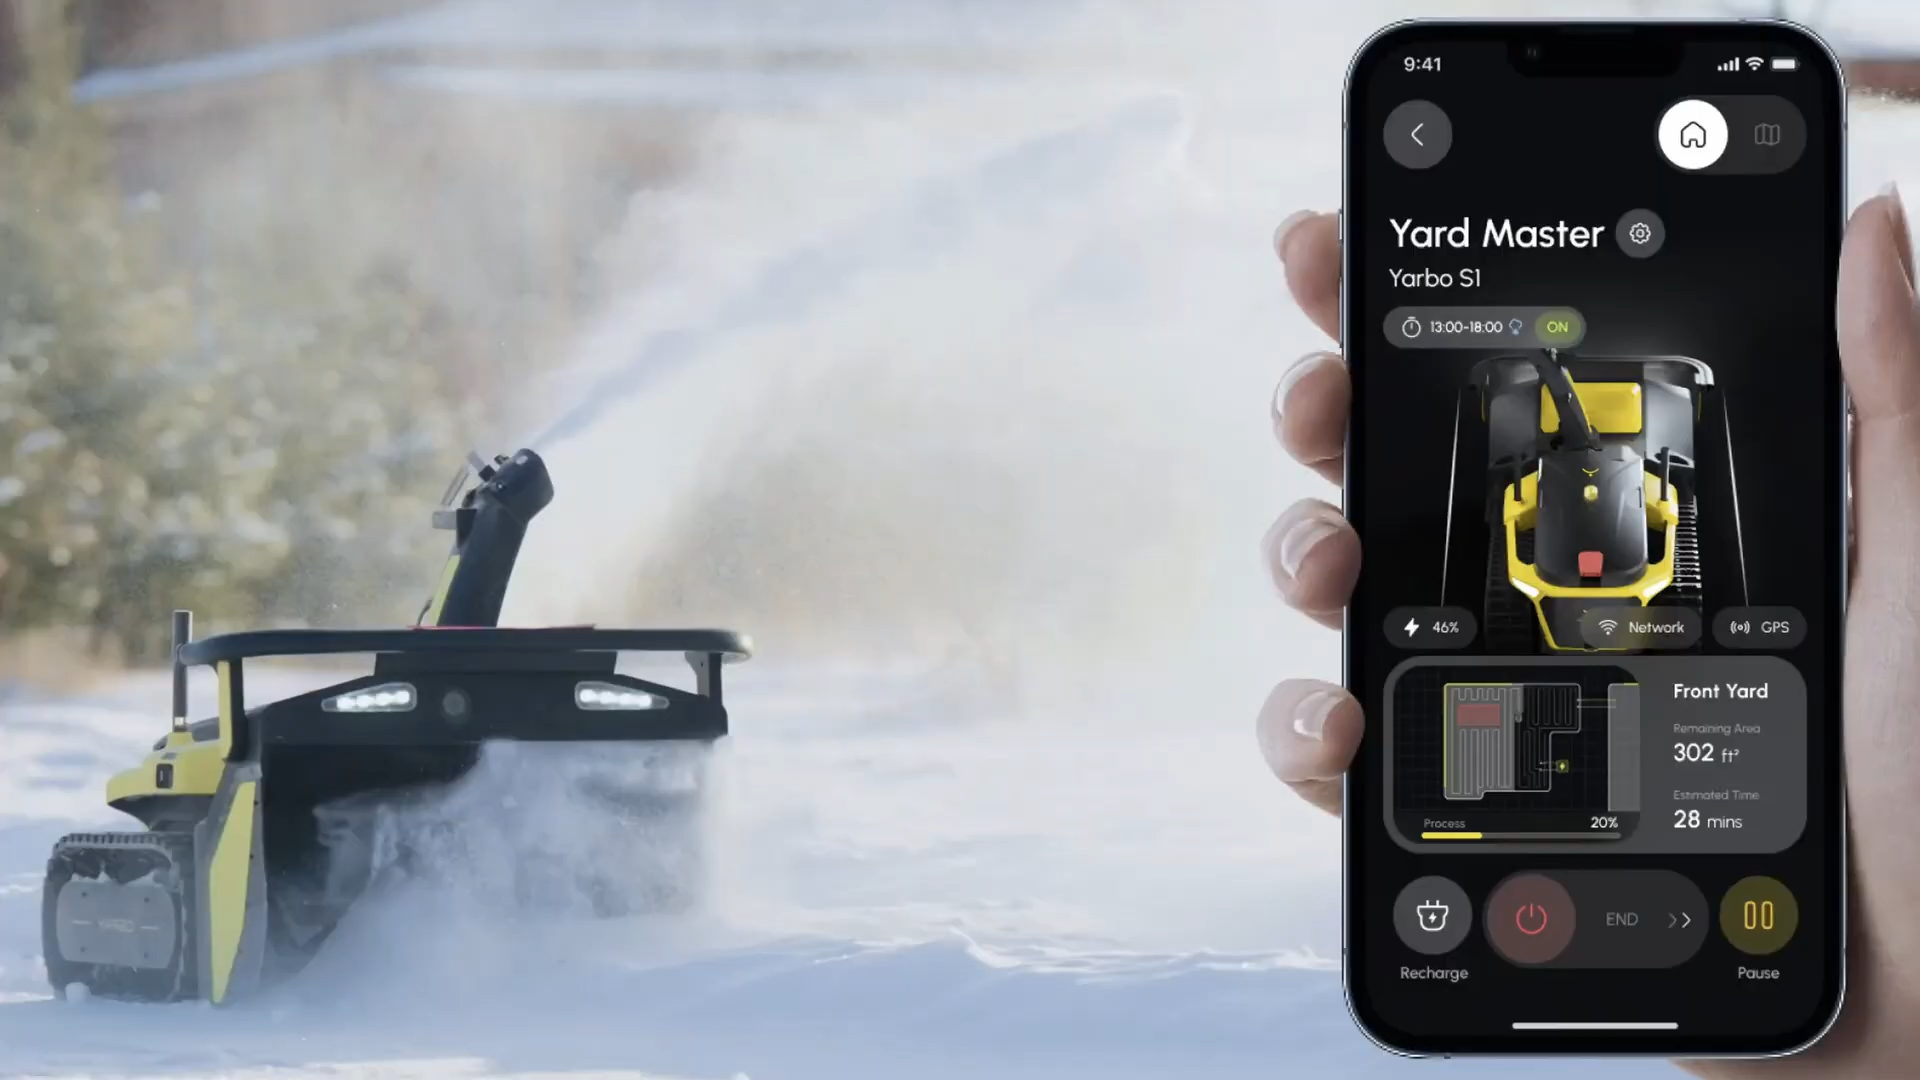 9:41
Yard Master
Yarbo S1
13:00-18:00 ON
46%
Network
GPS
Front Yard
Remaining Area
302 ft²
Estimated Time
28 mins
Process 20%
END
Recharge
Pause
YARBO